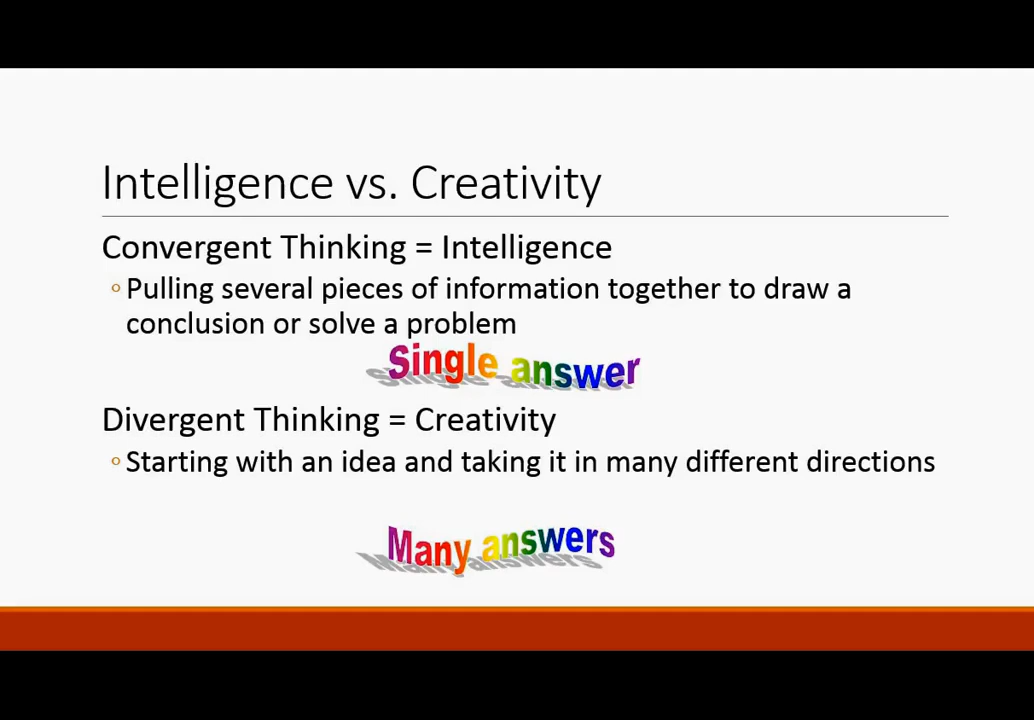 Intelligence vs. Creativity
Convergent Thinking = Intelligence
Pulling several pieces of information together to draw a
conclusion or solve a problem
Single answer
Divergent Thinking = Creativity
Starting with an idea and taking it in many different directions
Many answers